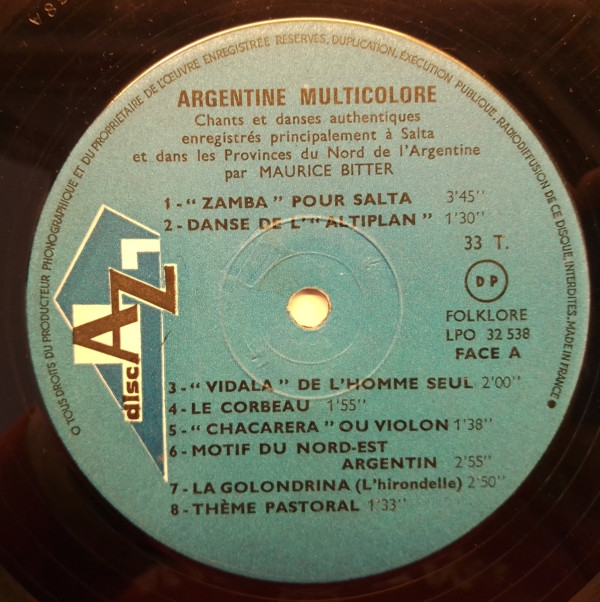 O TOUS DROITS DU PRODUCTEUR PHONOGRAPHIQUE ET DU PROPRIÉTAIRE DE L'ŒUVRE ENREGISTRÉE RÉSERVÉS, DUPLICATION, EXÉCUTION PUBLIQUE, RADIODIFFUSION DE CE DISQUE, INTERDITES. MADE IN FRANCE ●
ARGENTINE MULTICOLORE
Chants et danses authentiques
enregistrés principalement à Salta
et dans les Provinces du Nord de l'Argentine
par MAURICE BITTER
1 - “ ZAMBA ” POUR SALTA 3'45''
2 - DANSE DE L'“ ALTIPLAN ” 1'30''
33 T.
DP
FOLKLORE
LPO 32 538
FACE A
disc AZ
3 - “ VIDALA ” DE L'HOMME SEUL 2'00''
4 - LE CORBEAU 1'55''
5 - “ CHACARERA ” OU VIOLON 1'38''
6 - MOTIF DU NORD-EST
ARGENTIN 2'55''
7 - LA GOLONDRINA (L'hirondelle) 2'50''
8 - THÈME PASTORAL 1'33''